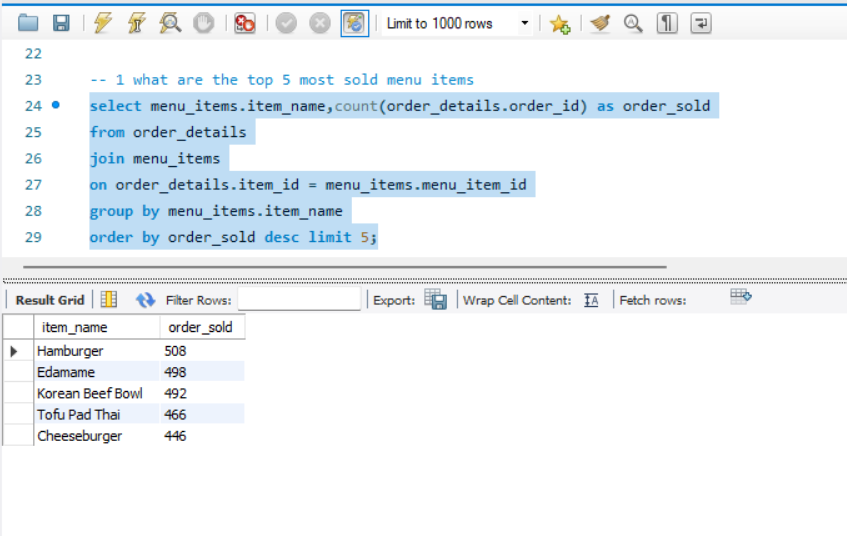 Limit to 1000 rows
22
23 -- 1 what are the top 5 most sold menu items
24 select menu_items.item_name,count(order_details.order_id) as order_sold
25 from order_details
26 join menu_items
27 on order_details.item_id = menu_items.menu_item_id
28 group by menu_items.item_name
29 order by order_sold desc limit 5;
Result Grid Filter Rows: Export: Wrap Cell Content: IA Fetch rows:
item_name order_sold
Hamburger 508
Edamame 498
Korean Beef Bowl 492
Tofu Pad Thai 466
Cheeseburger 446